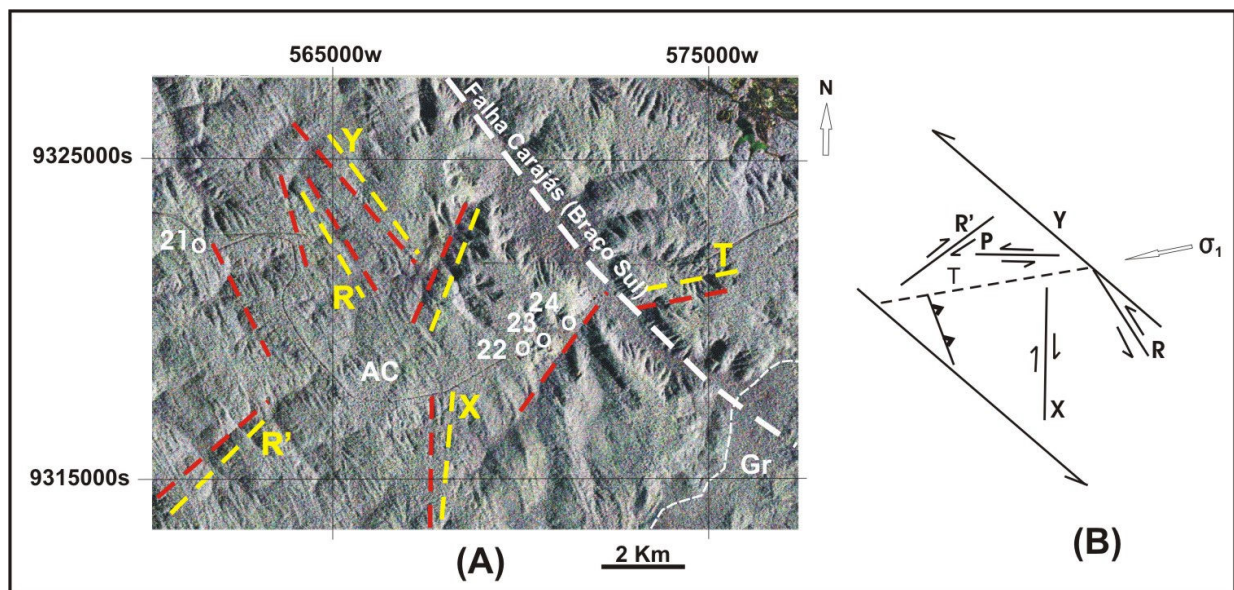 565000w
575000w
9325000s
9315000s
Falha Carajás (Braço Sul)
Y
R'
T
21
24
23
22
AC
X
R'
Gr
(A)
2 Km
N
R'
P
Y
T
σ1
R
X
(B)